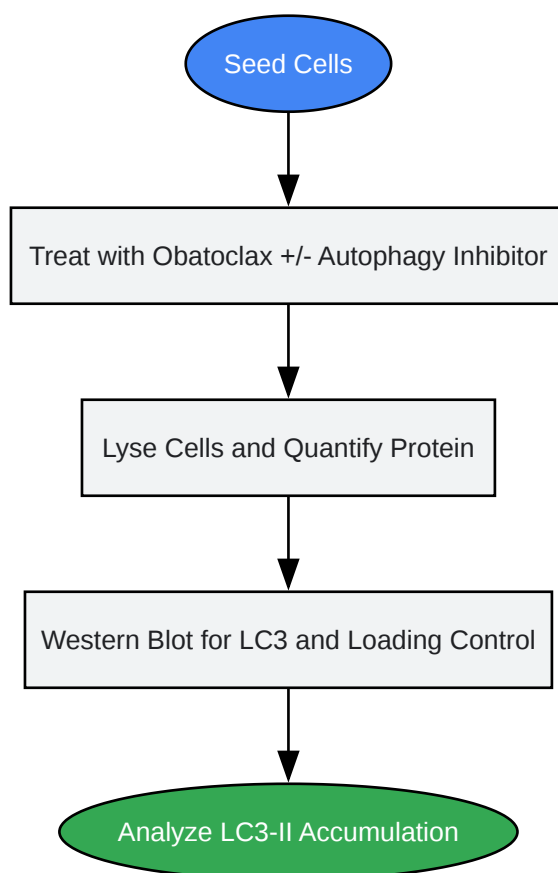 Seed Cells
Treat with Obatoclax +/- Autophagy Inhibitor
Lyse Cells and Quantify Protein
Western Blot for LC3 and Loading Control
Analyze LC3-II Accumulation